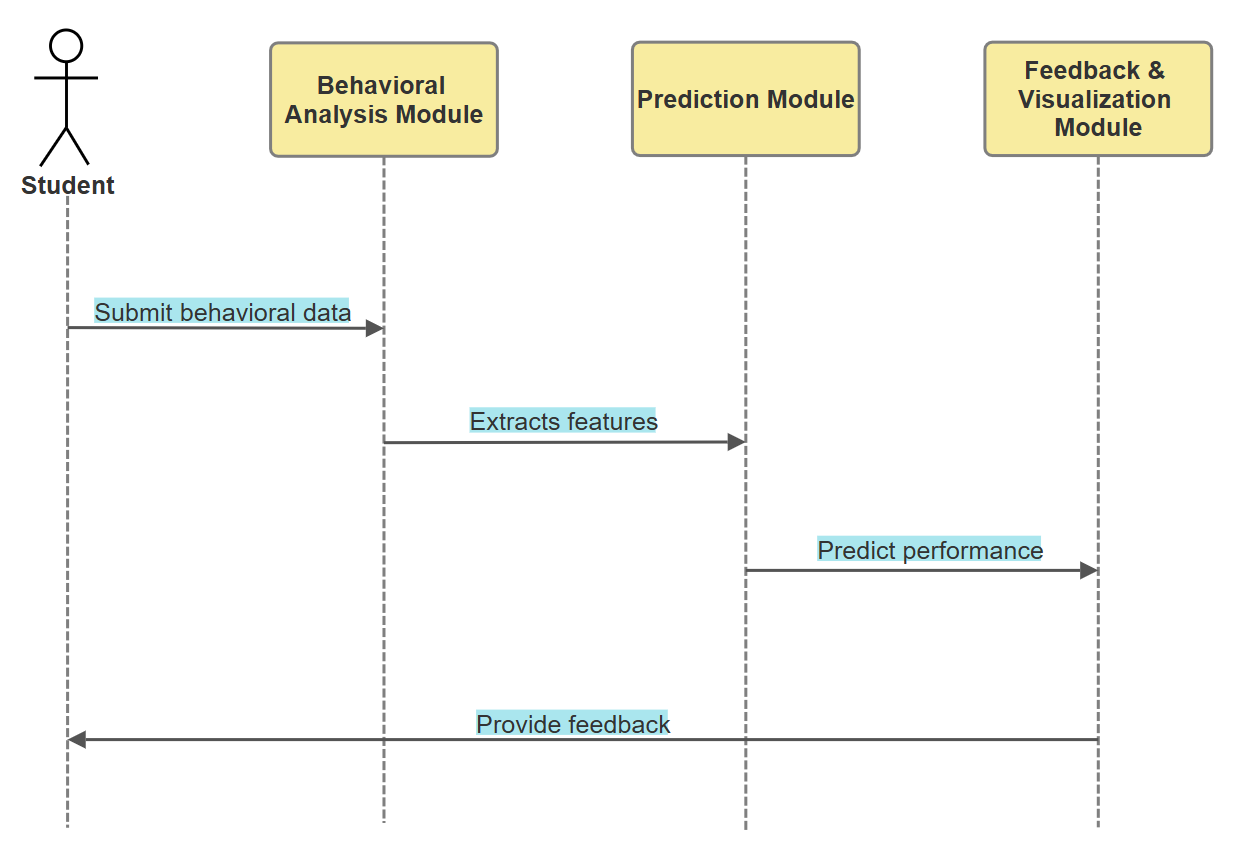 Behavioral
Analysis Module
Prediction Module
Feedback &
Visualization
Module
Student
Submit behavioral data
Extracts features
Predict performance
Provide feedback